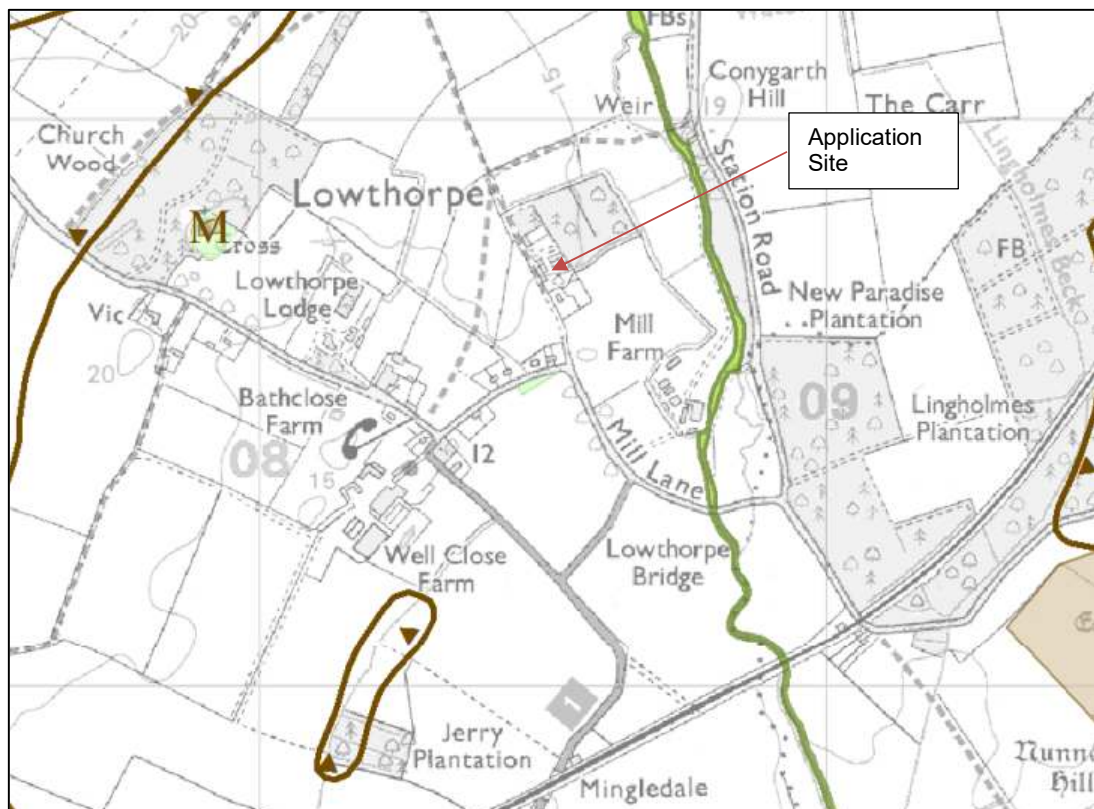 FBs
20
15
Weir
Conygarth
Hill
19
The Carr
Church
Wood
Application
Site
Lowthorpe
Station Road
Lingholmes
Beck
M
Cross
FB
Lowthorpe
Lodge
Vic
New Paradise
Plantation
Mill
Farm
20
09
Bathclose
Farm
Lingholmes
Plantation
08
12
15
Mill Lane
Well Close
Farm
Lowthorpe
Bridge
1
Jerry
Plantation
Mingledale
Hill